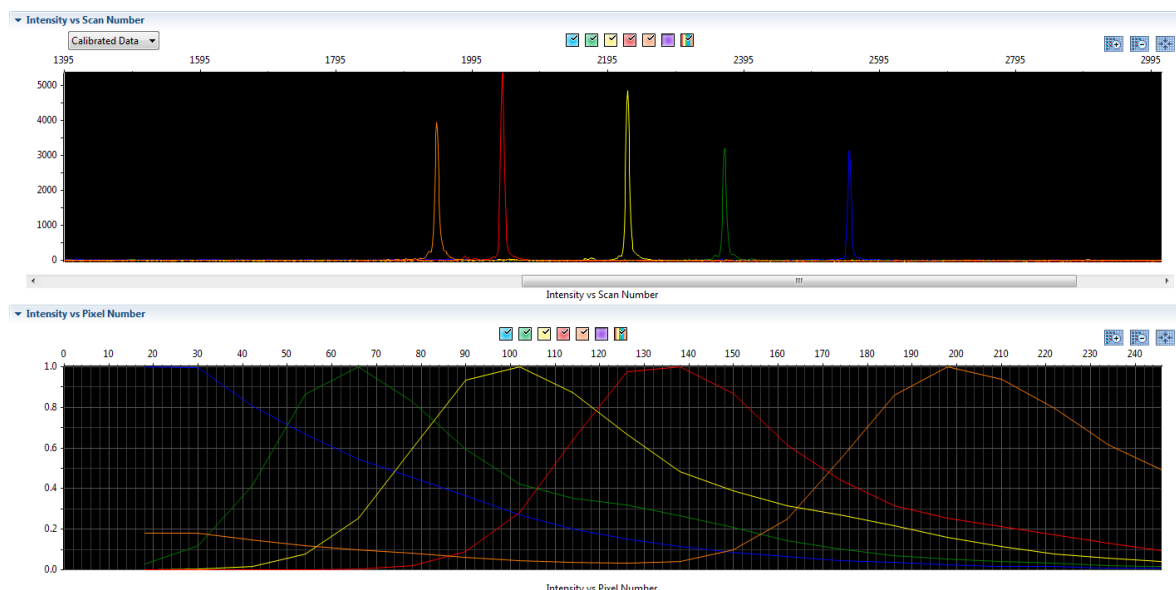 Intensity vs Scan Number
Calibrated Data
1395 1595 1795 1995 2195 2395 2595 2795 2995
5000
4000
3000
2000
1000
0
Intensity vs Scan Number
Intensity vs Pixel Number
0 10 20 30 40 50 60 70 80 90 100 110 120 130 140 150 160 170 180 190 200 210 220 230 240
1.0
0.8
0.6
0.4
0.2
0.0
Intensity vs Pixel Number